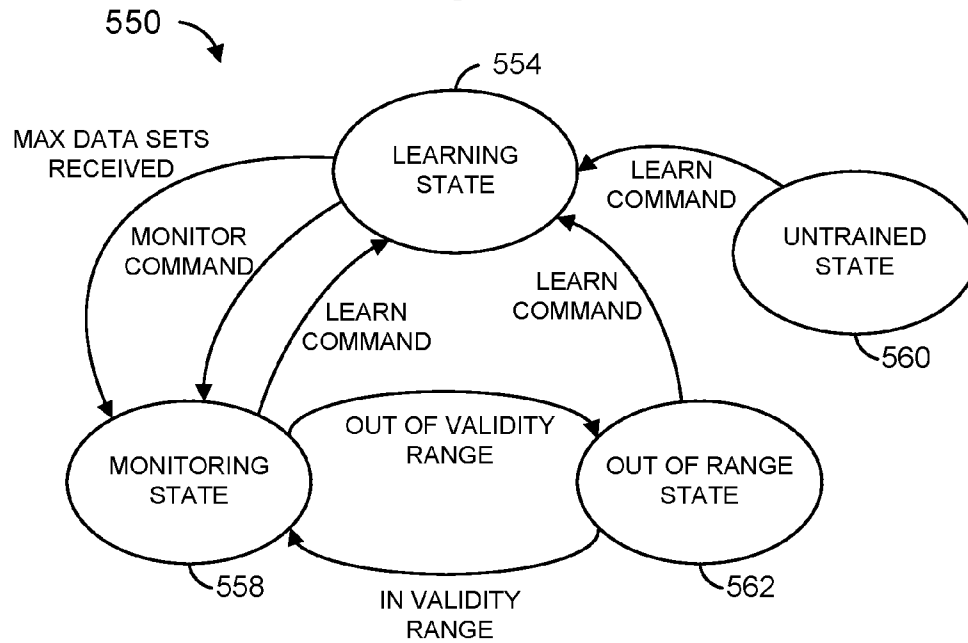 550
554
MAX DATA SETS
RECEIVED
LEARNING
STATE
LEARN
COMMAND
MONITOR
COMMAND
UNTRAINED
STATE
LEARN
COMMAND
LEARN
COMMAND
560
MONITORING
STATE
OUT OF VALIDITY
RANGE
OUT OF RANGE
STATE
558
562
IN VALIDITY
RANGE